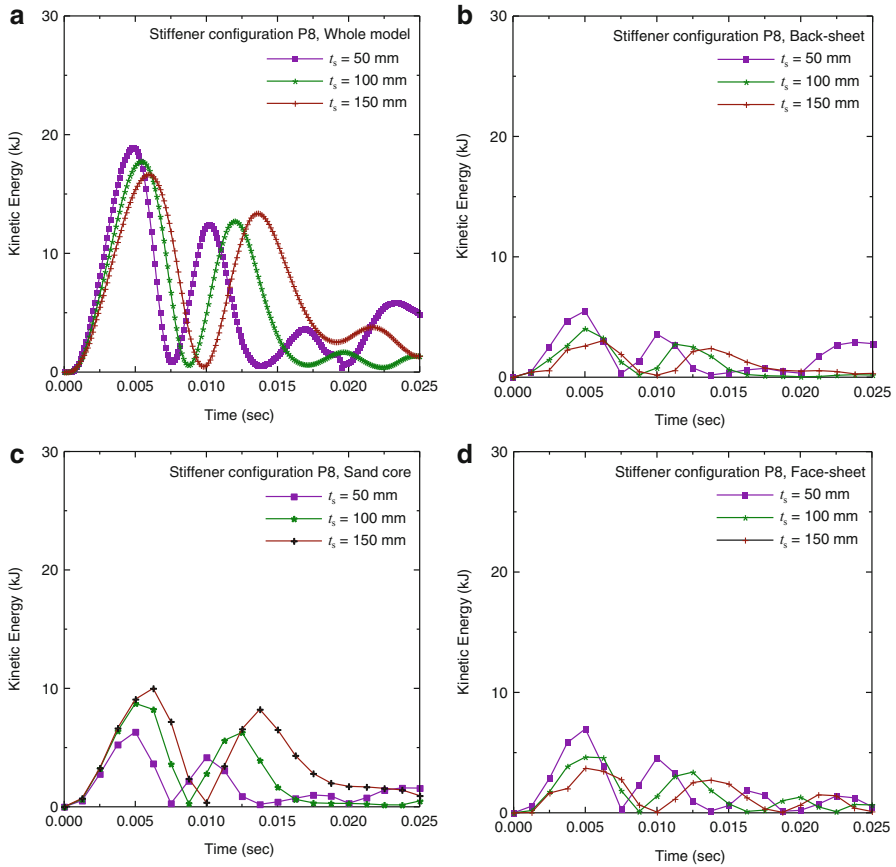 a
Stiffener configuration P8, Whole model
tₛ = 50 mm
tₛ = 100 mm
tₛ = 150 mm
30
20
10
0
Kinetic Energy (kJ)
0.000 0.005 0.010 0.015 0.020 0.025
Time (sec)
b
Stiffener configuration P8, Back-sheet
tₛ = 50 mm
tₛ = 100 mm
tₛ = 150 mm
30
20
10
0
Kinetic Energy (kJ)
0.000 0.005 0.010 0.015 0.020 0.025
Time (sec)
c
Stiffener configuration P8, Sand core
tₛ = 50 mm
tₛ = 100 mm
tₛ = 150 mm
30
20
10
0
Kinetic Energy (kJ)
0.000 0.005 0.010 0.015 0.020 0.025
Time (sec)
d
Stiffener configuration P8, Face-sheet
tₛ = 50 mm
tₛ = 100 mm
tₛ = 150 mm
30
20
10
0
Kinetic Energy (kJ)
0.000 0.005 0.010 0.015 0.020 0.025
Time (sec)